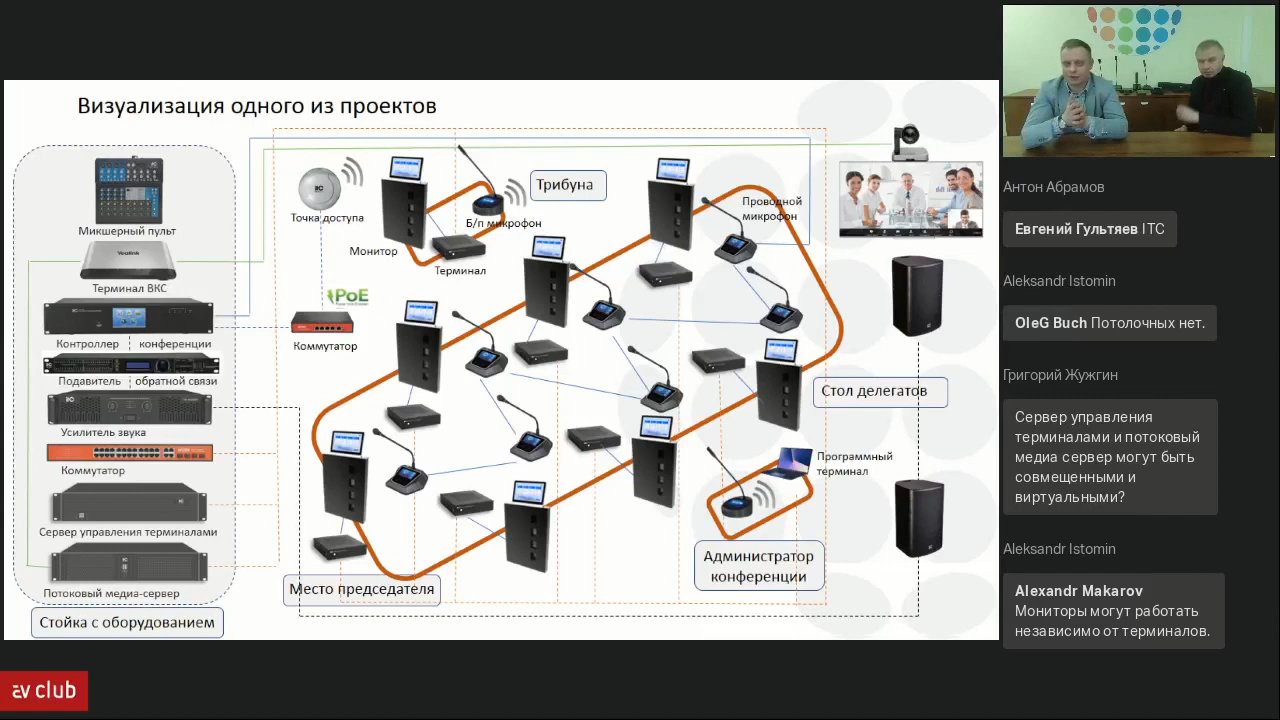 Визуализация одного из проектов
Микшерный пульт
Yealink
Терминал ВКС
Контроллер конференции
Подавитель обратной связи
Усилитель звука
Коммутатор
Сервер управления терминалами
Потоковый медиа-сервер
Стойка с оборудованием
Точка доступа
PoE
Коммутатор
Монитор
Терминал
Б/п микрофон
Трибуна
Проводной
микрофон
Стол делегатов
Программный
терминал
Администратор
конференции
Место председателя
av club
Антон Абрамов
Евгений Гультяев ITC
Aleksandr Istomin
OleG Buch Потолочных нет.
Григорий Жужгин
Сервер управления
терминалами и потоковый
медиа сервер могут быть
совмещенными и
виртуальными?
Aleksandr Istomin
Alexandr Makarov
Мониторы могут работать
независимо от терминалов.